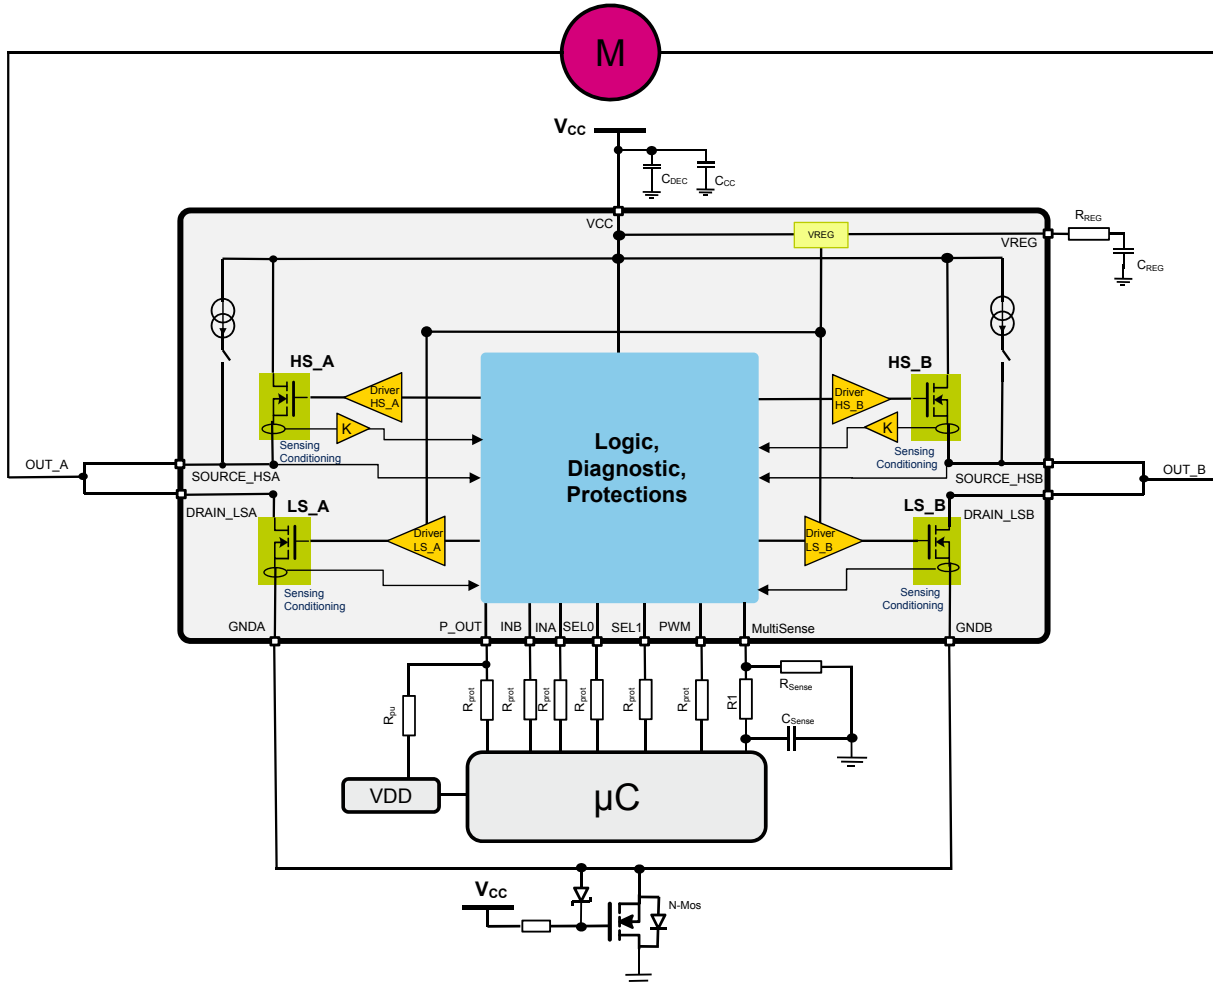 M
VCC
CDEC
CCC
VCC
VREG
VREG
RREG
CREG
HS_A
HS_B
Driver
HS_A
Driver
HS_B
K
K
Sensing
Conditioning
Sensing
Conditioning
Logic,
Diagnostic,
Protections
OUT_A
SOURCE_HSA
SOURCE_HSB
OUT_B
DRAIN_LSA
LS_A
LS_B
DRAIN_LSB
Driver
LS_A
Driver
LS_B
Sensing
Conditioning
Sensing
Conditioning
GNDA
P_OUT
INB
INA
SEL0
SEL1
PWM
MultiSense
GNDB
Rpu
Rprot
Rprot
Rprot
Rprot
Rprot
Rprot
R1
RSense
CSense
VDD
µC
VCC
N-Mos